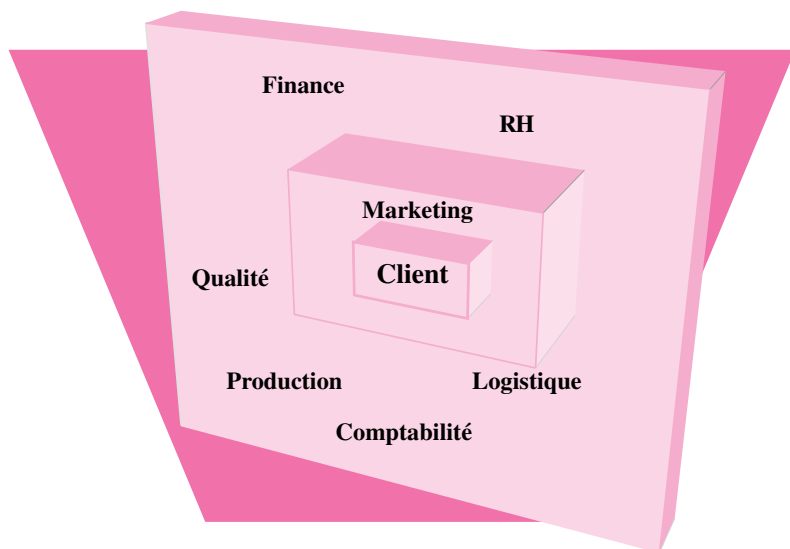 Finance
RH
Marketing
Client
Qualité
Production
Logistique
Comptabilité